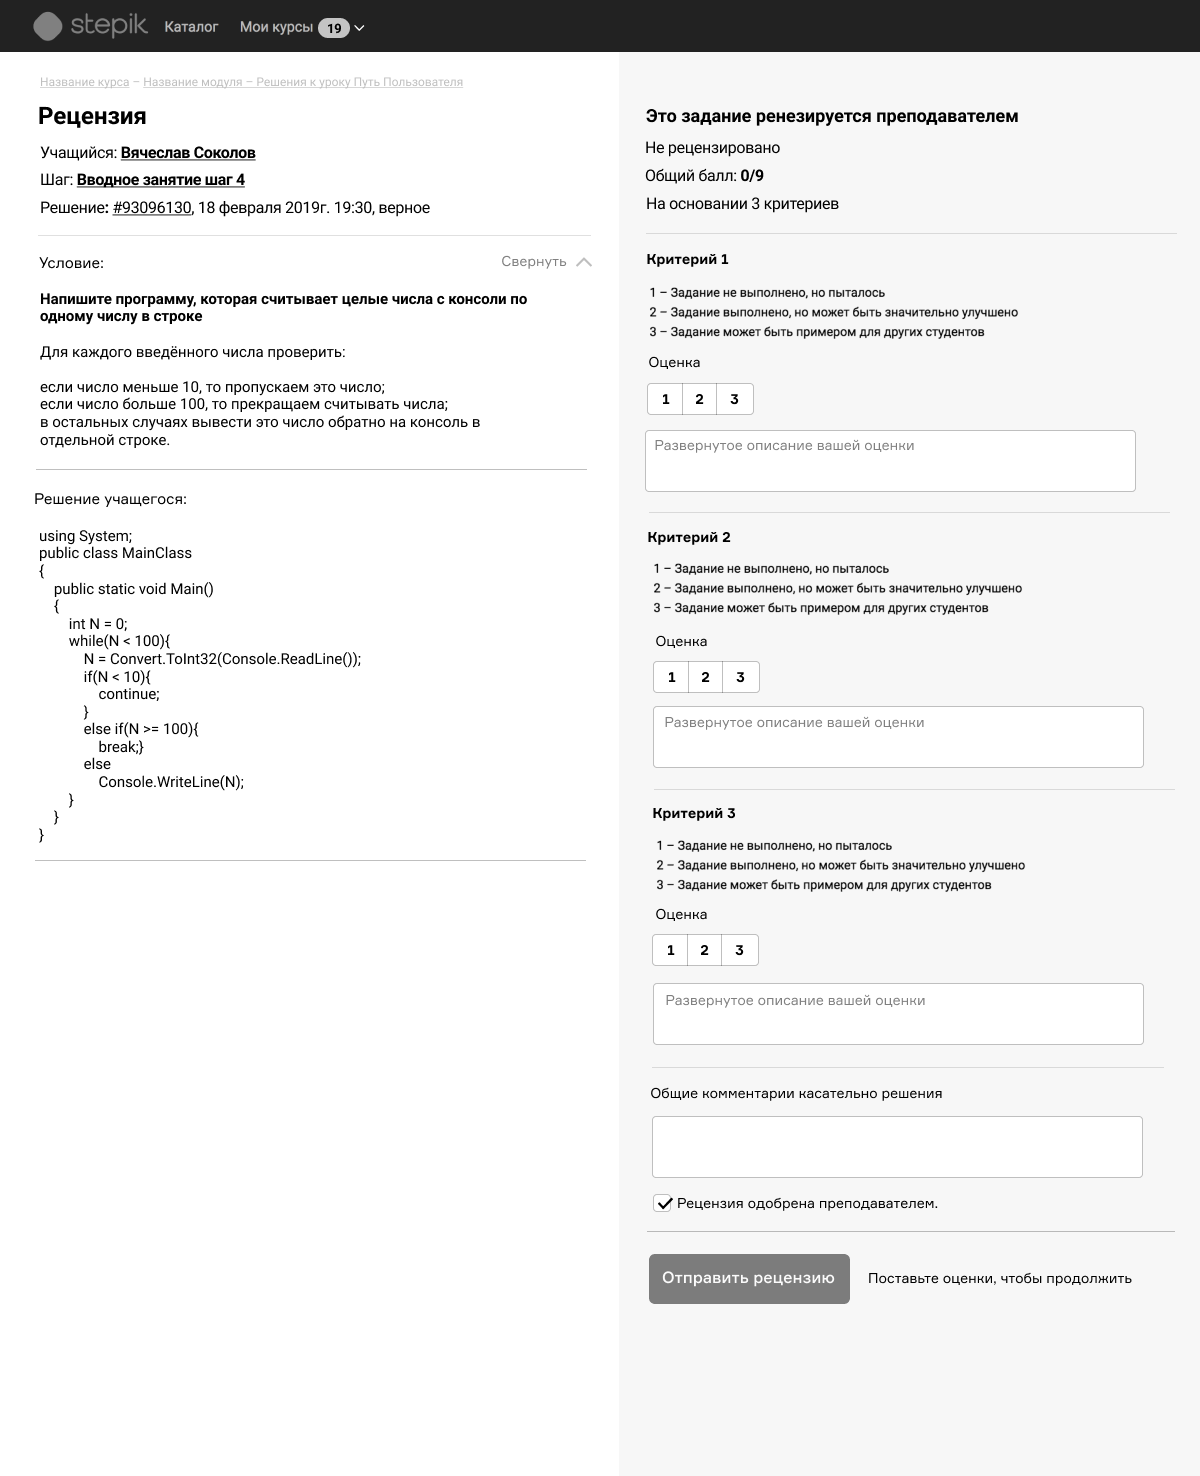 stepik Каталог Мои курсы 19
Название курса – Название модуля – Решения к уроку Путь Пользователя
Рецензия
Учащийся: Вячеслав Соколов
Шаг: Вводное занятие шаг 4
Решение: #93096130, 18 февраля 2019г. 19:30, верное
Условие:
Свернуть
Напишите программу, которая считывает целые числа с консоли по
одному числу в строке
Для каждого введённого числа проверить:
если число меньше 10, то пропускаем это число;
если число больше 100, то прекращаем считывать числа;
в остальных случаях вывести это число обратно на консоль в
отдельной строке.
Решение учащегося:
using System;
public class MainClass
{
public static void Main()
{
int N = 0;
while(N < 100){
N = Convert.ToInt32(Console.ReadLine());
if(N < 10){
continue;
}
else if(N >= 100){
break;}
else
Console.WriteLine(N);
}
}
}
Это задание ренезируется преподавателем
Не рецензировано
Общий балл: 0/9
На основании 3 критериев
Критерий 1
1 – Задание не выполнено, но пыталось
2 – Задание выполнено, но может быть значительно улучшено
3 – Задание может быть примером для других студентов
Оценка
1 2 3
Развернутое описание вашей оценки
Критерий 2
1 – Задание не выполнено, но пыталось
2 – Задание выполнено, но может быть значительно улучшено
3 – Задание может быть примером для других студентов
Оценка
1 2 3
Развернутое описание вашей оценки
Критерий 3
1 – Задание не выполнено, но пыталось
2 – Задание выполнено, но может быть значительно улучшено
3 – Задание может быть примером для других студентов
Оценка
1 2 3
Развернутое описание вашей оценки
Общие комментарии касательно решения
Рецензия одобрена преподавателем.
Отправить рецензию
Поставьте оценки, чтобы продолжить